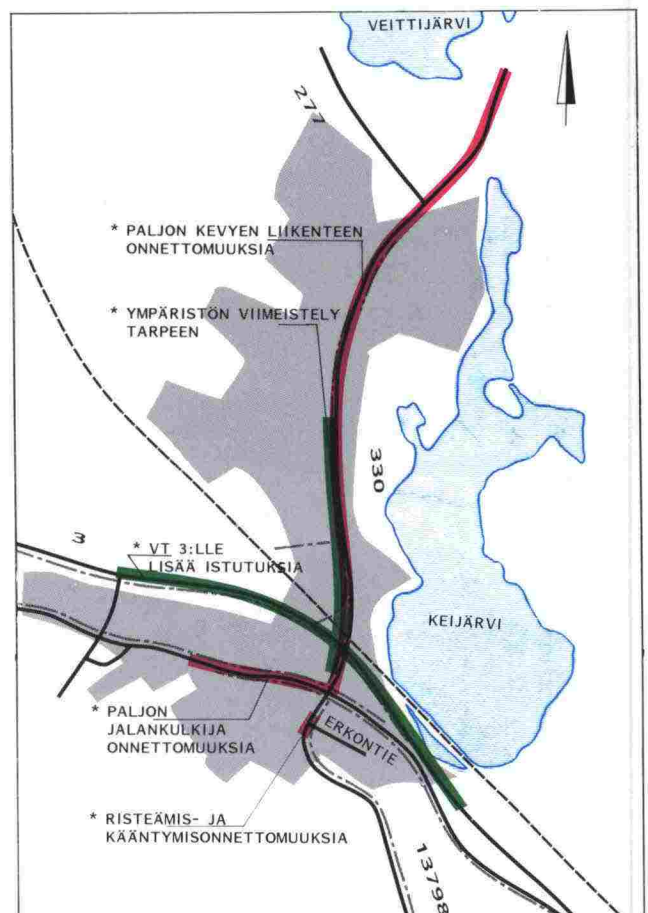 VEITTIJÄRVI
277
* PALJON KEVYEN LIIKENTEEN
ONNETTOMUUKSIA
* YMPÄRISTÖN VIIMEISTELY
TARPEEN
330
3
* VT 3:LLE
LISÄÄ ISTUTUKSIA
KEIJÄRVI
* PALJON
JALANKULKIJA
ONNETTOMUUKSIA
ERKONTIE
* RISTEÄMIS- JA
KÄÄNTYMISONNETTOMUUKSIA
13798